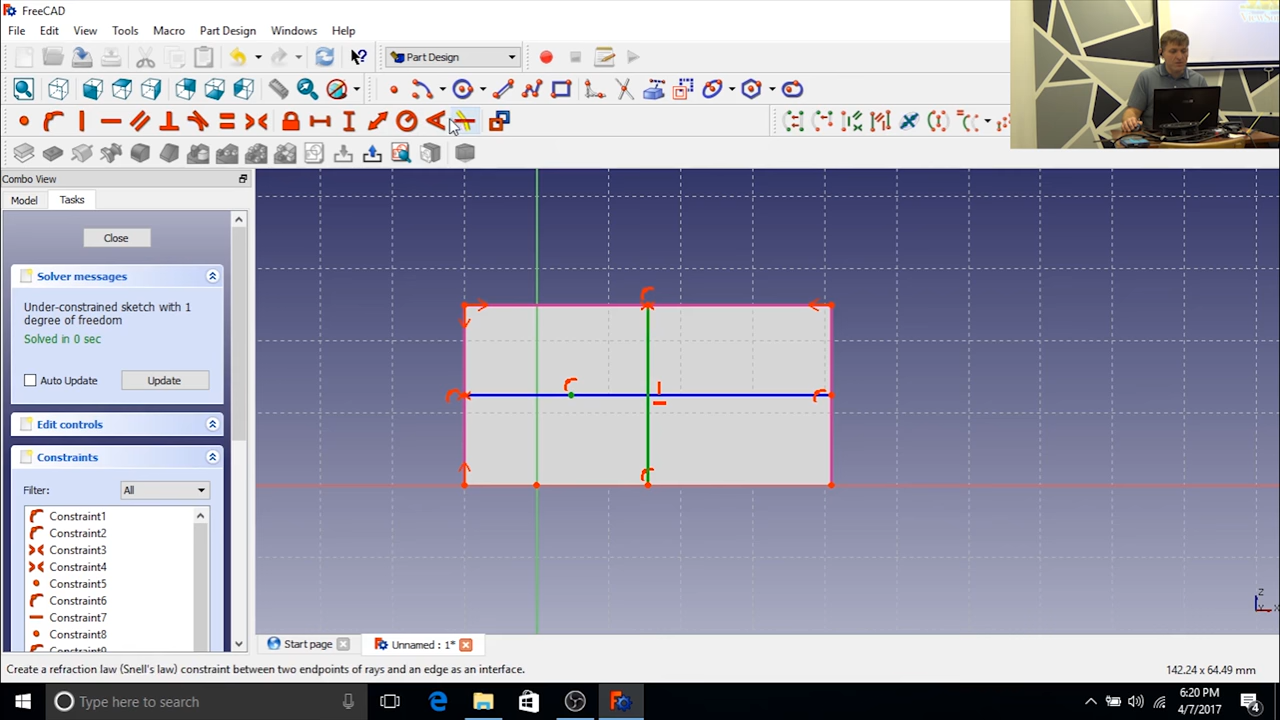 FreeCAD
File Edit View Tools Macro Part Design Windows Help
Part Design
Combo View
Model Tasks
Close
Solver messages
Under-constrained sketch with 1
degree of freedom
Solved in 0 sec
Auto Update Update
Edit controls
Constraints
Filter: All
Constraint1
Constraint2
Constraint3
Constraint4
Constraint5
Constraint6
Constraint7
Constraint8
Constraint9
z
x
Start page Unnamed : 1*
Create a refraction law (Snell's law) constraint between two endpoints of rays and an edge as an interface. 142.24 x 64.49 mm
Type here to search
6:20 PM
4/7/2017
4